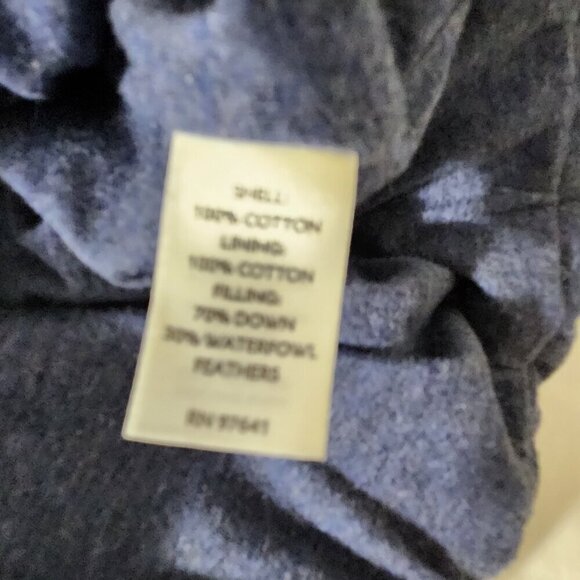 SHELL:
100% COTTON
LINING:
100% COTTON
FILLING:
70% DOWN
30% WATERFOWL
FEATHERS
RN 97641